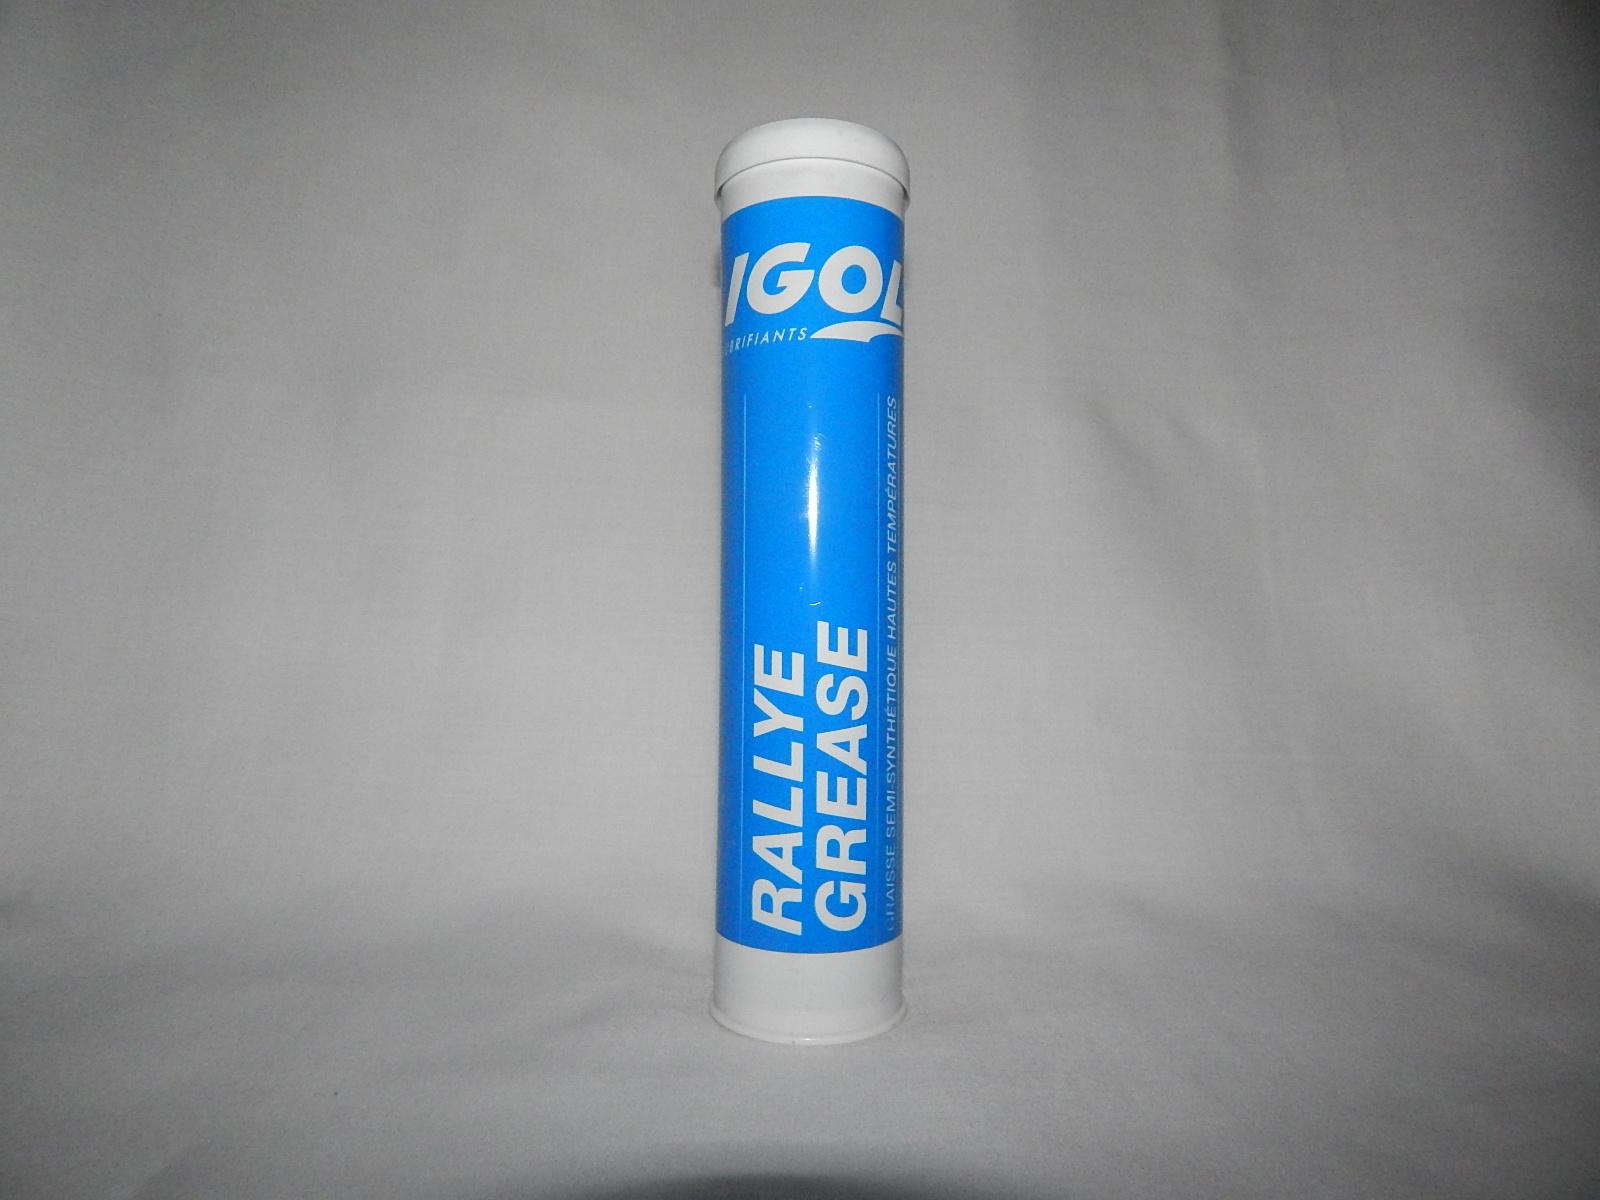 IGOL
LUBRIFIANTS
RALLYE
GREASE
GRAISSE SEMI-SYNTHÉTIQUE HAUTES TEMPÉRATURES